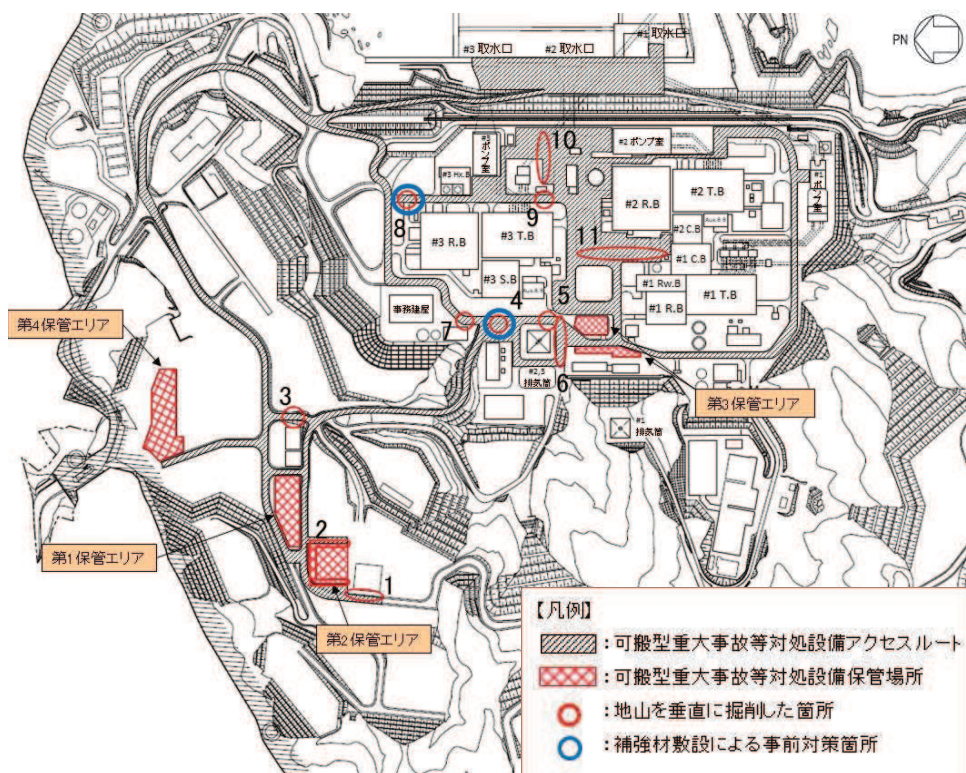 #1 取水口
#3 取水口
#2 取水口
PN
10
#2 ポンプ室
ポンプ室
#3 Hx.B
#1
ポンプ室
8
9
#2 T.B
#2 R.B
#3 R.B
#3 T.B
11
#2 C.B
#1 C.B
#3 S.B
#1 Rw.B
#1 T.B
#1 R.B
事務建屋
4
5
7
第4保管エリア
#2,3
排気筒
6
3
第3保管エリア
#1
排気筒
2
第1保管エリア
1
第2保管エリア
【凡例】
：可搬型重大事故等対処設備アクセスルート
：可搬型重大事故等対処設備保管場所
：地山を垂直に掘削した箇所
：補強材敷設による事前対策箇所